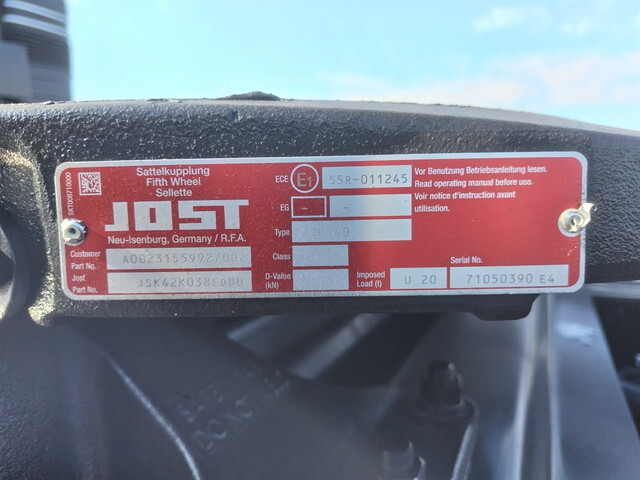 SKT000710000
Sattelkupplung
Fifth Wheel
Sellette
JOST
Neu-Isenburg, Germany / R.F.A.
Customer Part No. A0023155992/002
Jost Part No.
ECE E1 55R-011245
EG - -
Type
Class
D-Value (kN)
Imposed Load (t) U 20
Vor Benutzung Betriebsanleitung lesen.
Read operating manual before use.
Voir notice d'instruction avant
utilisation.
Serial No.
71050390 E4